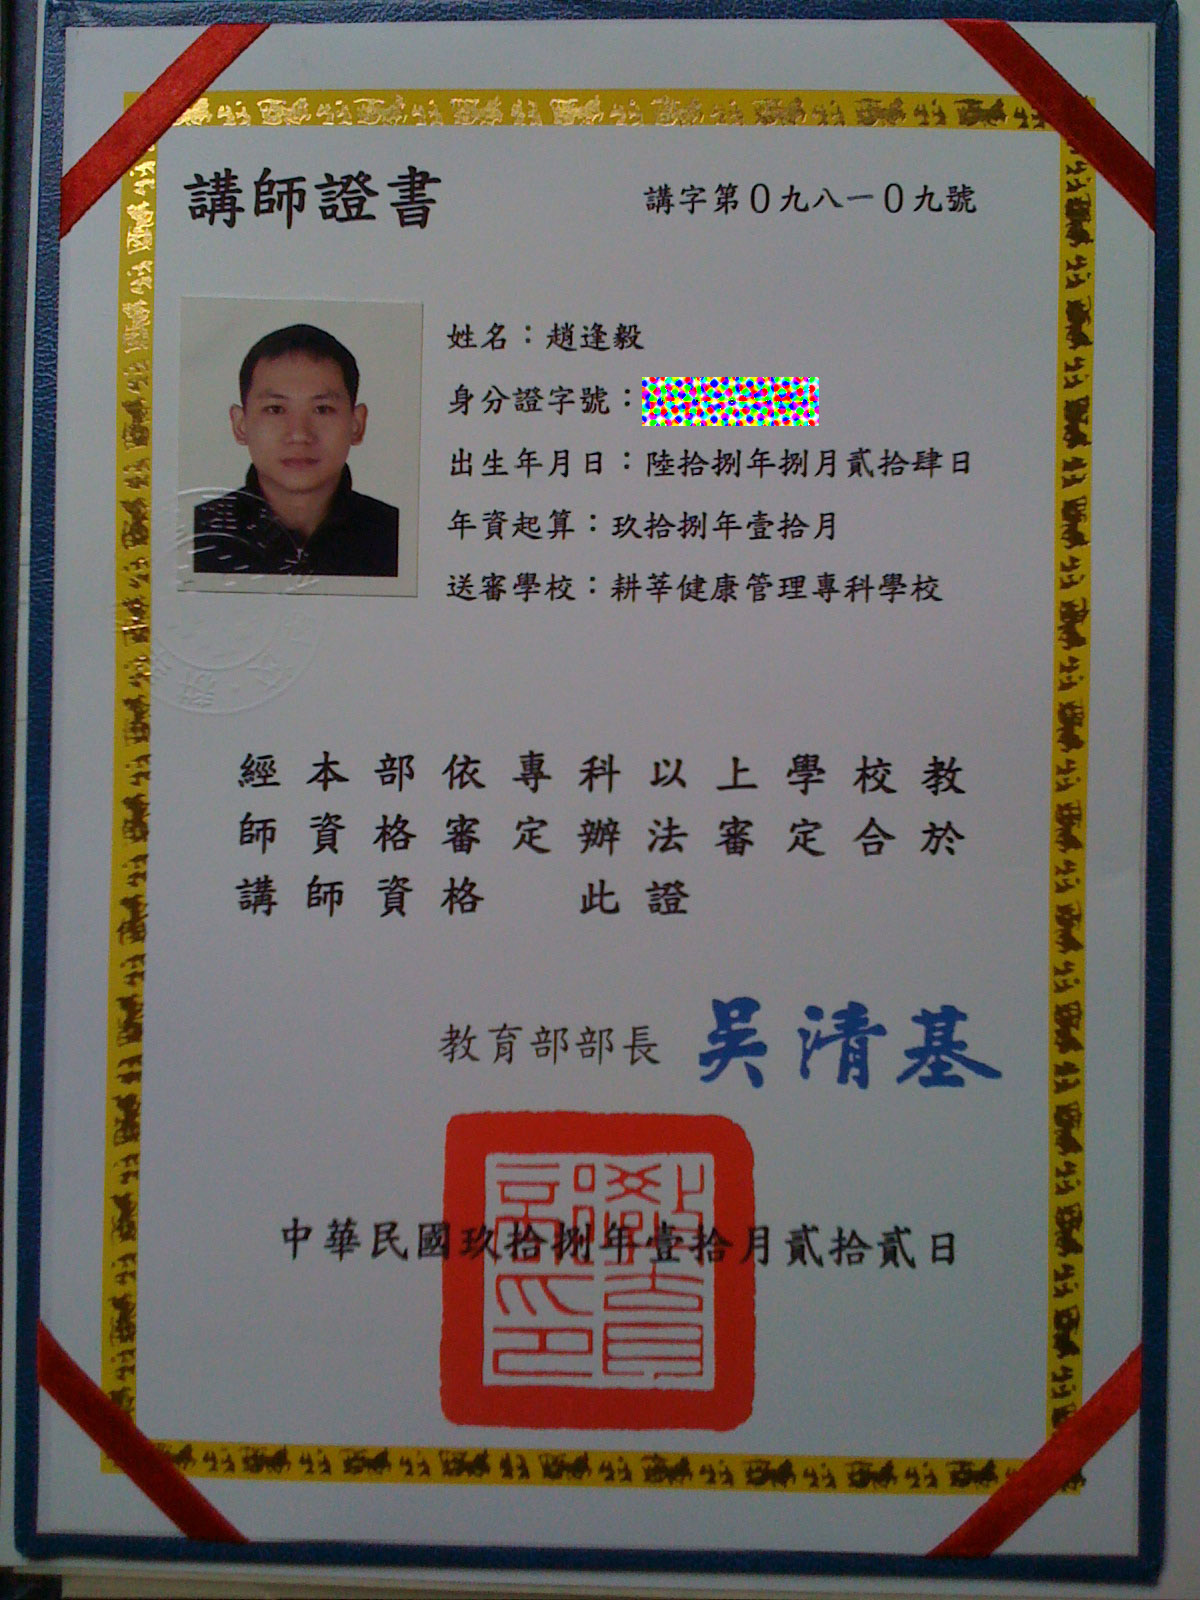 講師證書
講字第０九八一０九號
姓名：趙逢毅
身分證字號：
出生年月日：陸拾捌年捌月貳拾肆日
年資起算：玖拾捌年壹拾月
送審學校：耕莘健康管理專科學校
經本部依專科以上學校教
師資格審定辦法審定合於
講師資格 此證
教育部部長 吳清基
中華民國玖拾捌年壹拾月貳拾貳日
教育部印